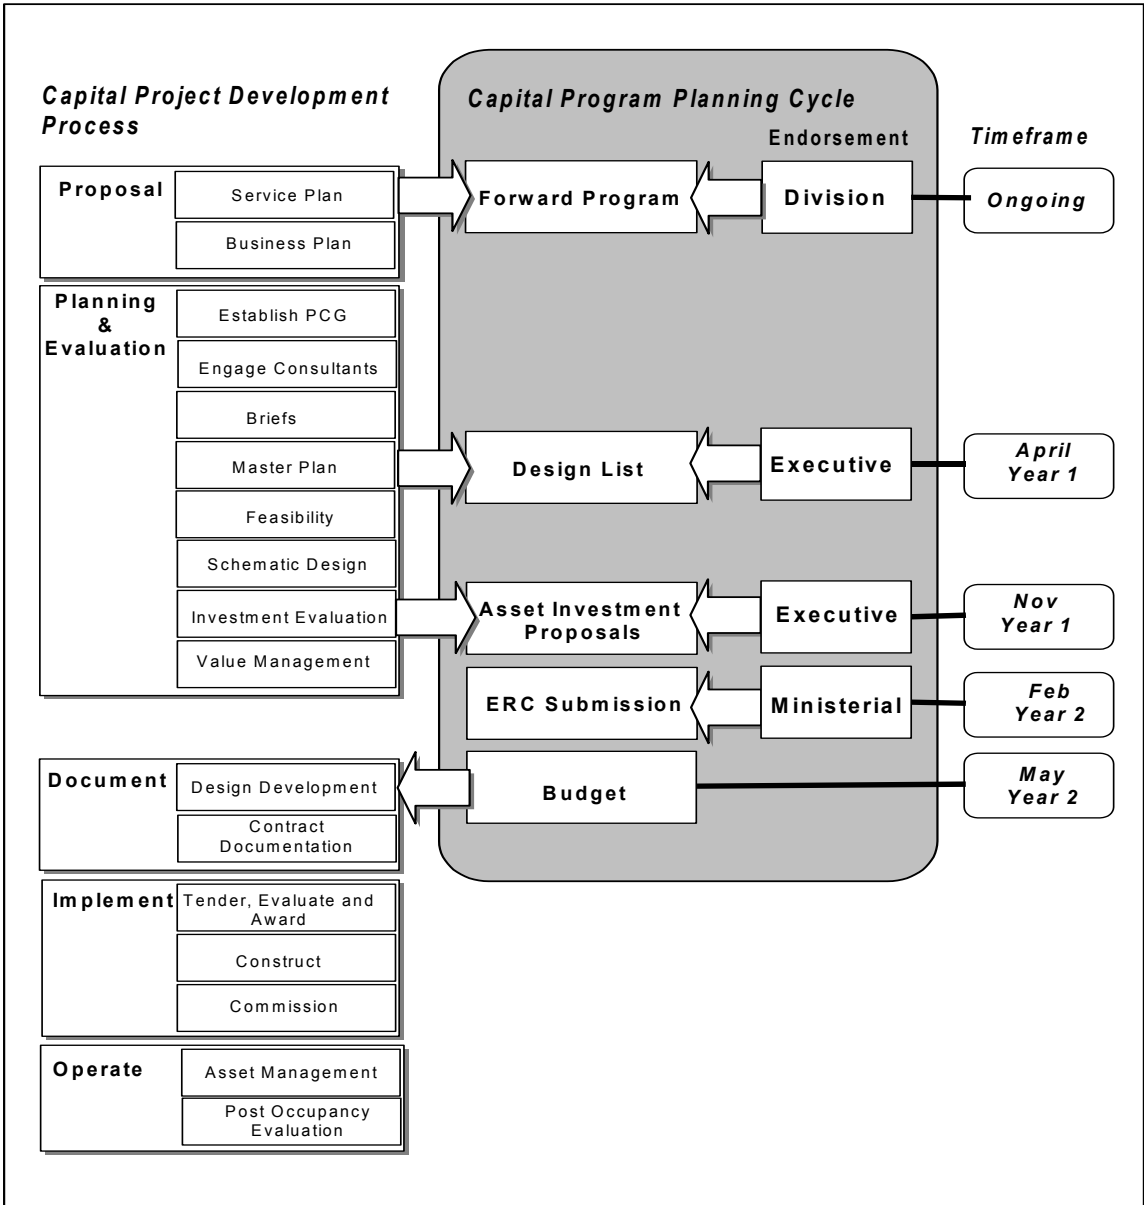 Capital Project Development
Process
Capital Program Planning Cycle
Endorsement
Timeframe
Proposal
Service Plan
Business Plan
Forward Program
Division
Ongoing
Planning
&
Evaluation
Establish PCG
Engage Consultants
Briefs
Master Plan
Feasibility
Schematic Design
Investment Evaluation
Value Management
Design List
Executive
April
Year 1
Asset Investment
Proposals
Executive
Nov
Year 1
ERC Submission
Ministerial
Feb
Year 2
Document
Design Development
Contract
Documentation
Budget
May
Year 2
Implement
Tender, Evaluate and
Award
Construct
Commission
Operate
Asset Management
Post Occupancy
Evaluation